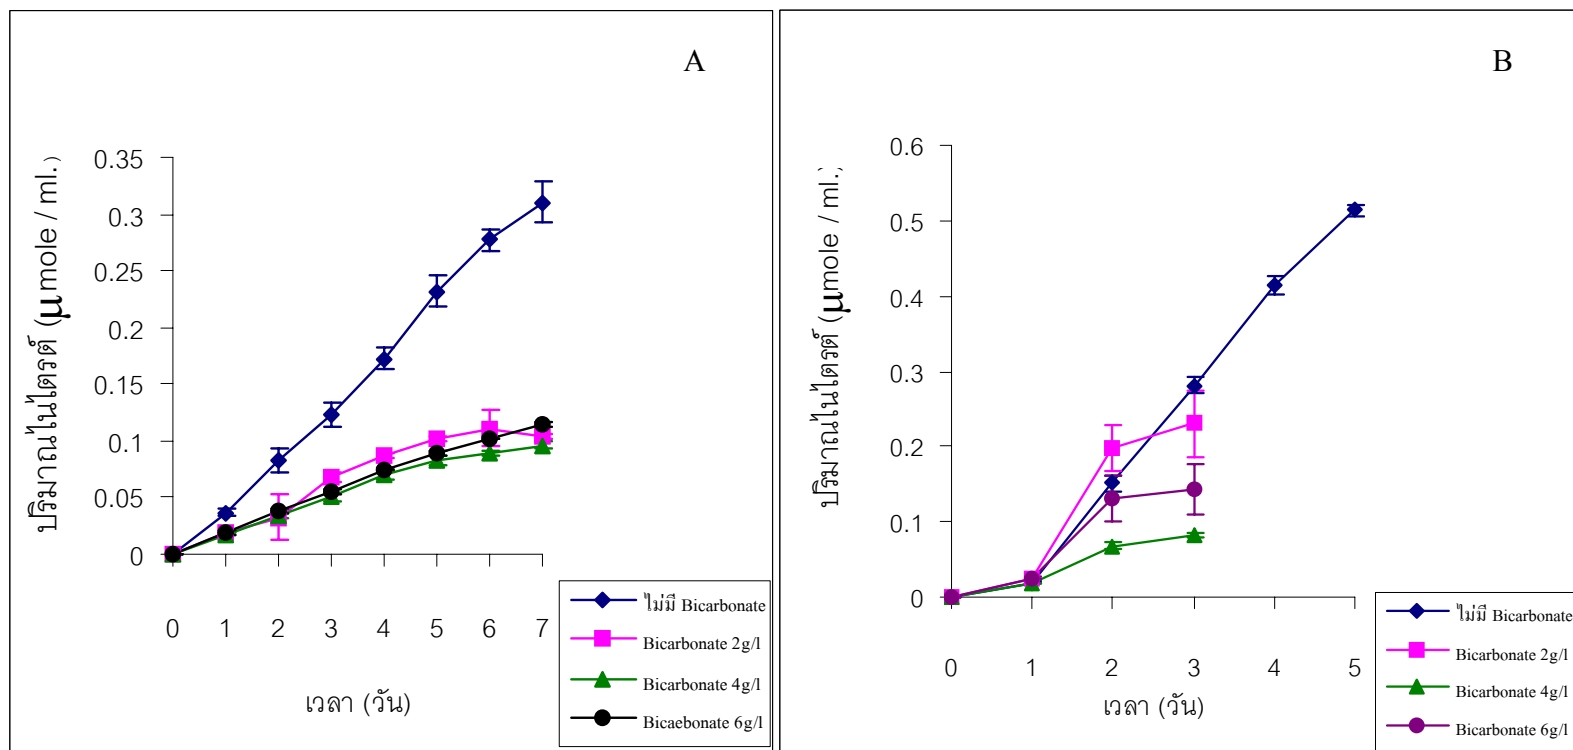 A
ปริมาณไนไตรต์ (μmole / ml.)
0.35
0.3
0.25
0.2
0.15
0.1
0.05
0
0 1 2 3 4 5 6 7
เวลา (วัน)
ไม่มี Bicarbonate
Bicarbonate 2g/l
Bicarbonate 4g/l
Bicaebonate 6g/l
B
ปริมาณไนไตรต์ (μmole / ml.)
0.6
0.5
0.4
0.3
0.2
0.1
0
0 1 2 3 4 5
เวลา (วัน)
ไม่มี Bicarbonate
Bicarbonate 2g/l
Bicarbonate 4g/l
Bicarbonate 6g/l